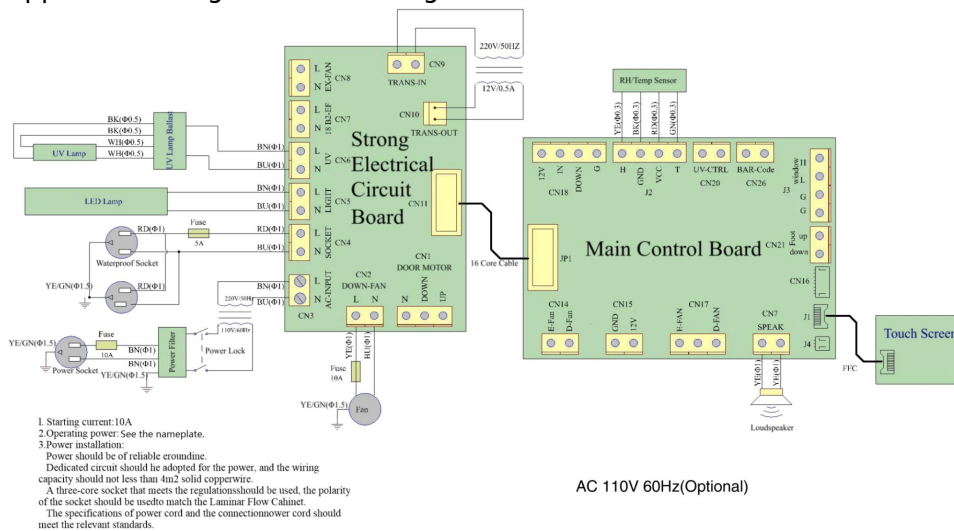 220V/50HZ
12V/0.5A
L
N
EX-FAN
CN8
CN9
TRANS-IN
CN10
TRANS-OUT
L
N
18 B2-EF
CN7
Strong
Electrical
Circuit
Board
L
N
UV
CN6
L
N
LIGHT
CN5
L
N
SOCKET
CN4
L
N
AC-INPUT
CN3
CN11
CN2
DOWN-FAN
L N
CN1
DOOR MOTOR
N
DOWN
UP
BK(Φ0.5)
BK(Φ0.5)
WH(Φ0.5)
WH(Φ0.5)
UV Lamp
UV Lamp Ballast
BN(Φ1)
BU(Φ1)
LED Lamp
BN(Φ1)
BU(Φ1)
RD(Φ1)
Fuse
5A
RD(Φ1)
BU(Φ1)
Waterproof Socket
YE/GN(Φ1.5)
RD(Φ1)
BN(Φ1)
BU(Φ1)
220V/50Hz
110V/60Hz
YE/GN(Φ1.5)
Fuse
10A
BN(Φ1)
BN(Φ1)
Power Socket
YE/GN(Φ1.5)
Power Filter
Power Lock
YE(Φ1)
BU(Φ1)
Fuse
10A
YE/GN(Φ1.5)
Fan
16 Core Cable
RH/Temp Sensor
YE(Φ0.3)
BK(Φ0.3)
RD(Φ0.3)
GN(Φ0.3)
12V
IN
DOWN
G
CN18
H
GND
VCC
T
J2
UV-CTRL
CN20
BAR-Code
CN26
J3
window
H
L
G
G
Main Control Board
JP1
CN21
Foot
up
down
CN16
J1
J4
CN14
E-Fan
D-Fan
CN15
GND
12V
CN17
E-FAN
D-FAN
CN7
SPEAK
YE(Φ1)
YE(Φ1)
Loudspeaker
FFC
Touch Screen
1. Starting current:10A
2.Operating power: See the nameplate.
3.Power installation:
Power should be of reliable eroundine.
Dedicated circuit should he adopted for the power, and the wiring
capacity should not less than 4m2 solid copperwire.
A three-core socket that meets the regulationsshould be used, the polarity
of the socket should be usedto match the Laminar Flow Cahinet.
The specifications of power cord and the connectionnower cord should
meet the relevant standards.
AC 110V 60Hz(Optional)